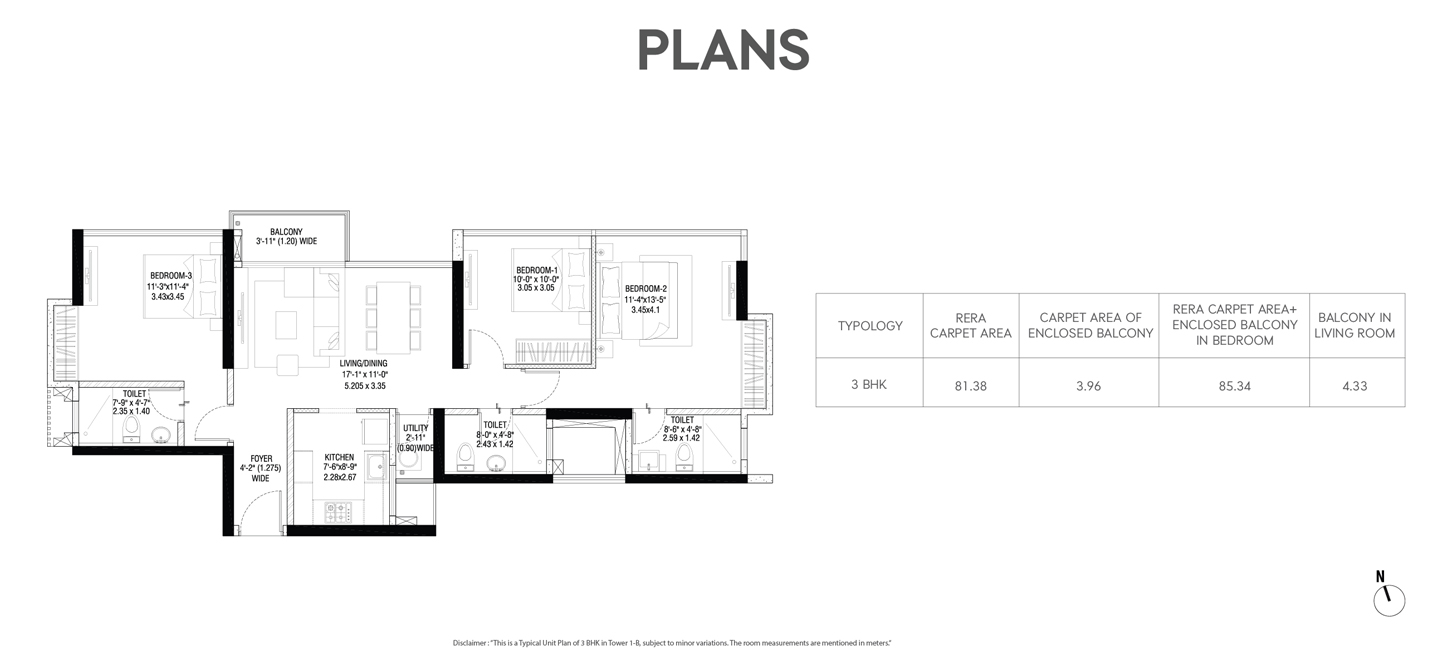 PLANS
BALCONY
3'-11" (1.20) WIDE
BEDROOM-3
11'-3"x11'-4"
3.43x3.45
BEDROOM-1
10'-0" x 10'-0"
3.05 x 3.05
BEDROOM-2
11'-4"x13'-5"
3.45x4.1
LIVING/DINING
17'-1" x 11'-0"
5.205 x 3.35
TOILET
7'-9" x 4'-7"
2.35 x 1.40
FOYER
4'-2" (1.275)
WIDE
KITCHEN
7'-6"x8'-9"
2.28x2.67
UTILITY
2'-11"
(0.90)WIDE
TOILET
8'-0" x 4'-8"
2.43 x 1.42
TOILET
8'-6" x 4'-8"
2.59 x 1.42
TYPOLOGY
RERA
CARPET AREA
CARPET AREA OF
ENCLOSED BALCONY
RERA CARPET AREA+
ENCLOSED BALCONY
IN BEDROOM
BALCONY IN
LIVING ROOM
3 BHK
81.38
3.96
85.34
4.33
N
Disclaimer : "This is a Typical Unit Plan of 3 BHK in Tower 1-B, subject to minor variations. The room measurements are mentioned in meters."